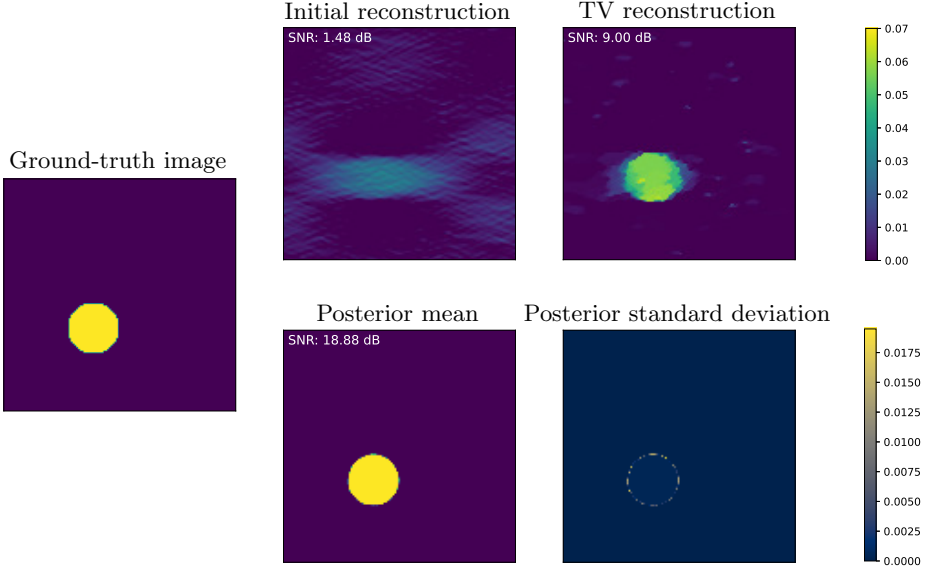 Initial reconstruction
TV reconstruction
SNR: 1.48 dB
SNR: 9.00 dB
0.07
0.06
0.05
0.04
0.03
0.02
0.01
0.00
Ground-truth image
Posterior mean
Posterior standard deviation
SNR: 18.88 dB
0.0175
0.0150
0.0125
0.0100
0.0075
0.0050
0.0025
0.0000